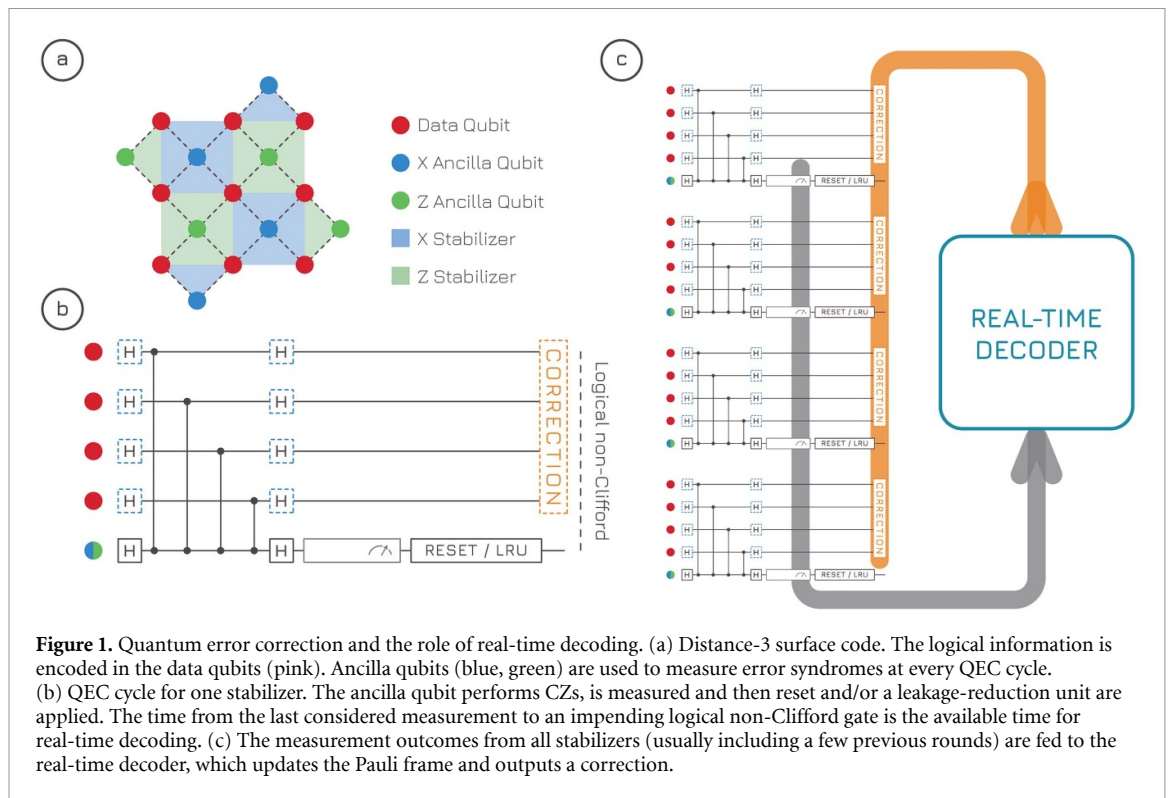 a
Data Qubit
X Ancilla Qubit
Z Ancilla Qubit
X Stabilizer
Z Stabilizer
b
H H
H H
H H
H H
H H RESET / LRU
CORRECTION
Logical non-Clifford
c
H H
H H
H H
H H
H H RESET / LRU
CORRECTION
H H
H H
H H
H H
H H RESET / LRU
CORRECTION
H H
H H
H H
H H
H H RESET / LRU
CORRECTION
H H
H H
H H
H H
H H RESET / LRU
CORRECTION
REAL-TIME
DECODER
Figure 1. Quantum error correction and the role of real-time decoding. (a) Distance-3 surface code. The logical information is
encoded in the data qubits (pink). Ancilla qubits (blue, green) are used to measure error syndromes at every QEC cycle.
(b) QEC cycle for one stabilizer. The ancilla qubit performs CZs, is measured and then reset and/or a leakage-reduction unit are
applied. The time from the last considered measurement to an impending logical non-Clifford gate is the available time for
real-time decoding. (c) The measurement outcomes from all stabilizers (usually including a few previous rounds) are fed to the
real-time decoder, which updates the Pauli frame and outputs a correction.